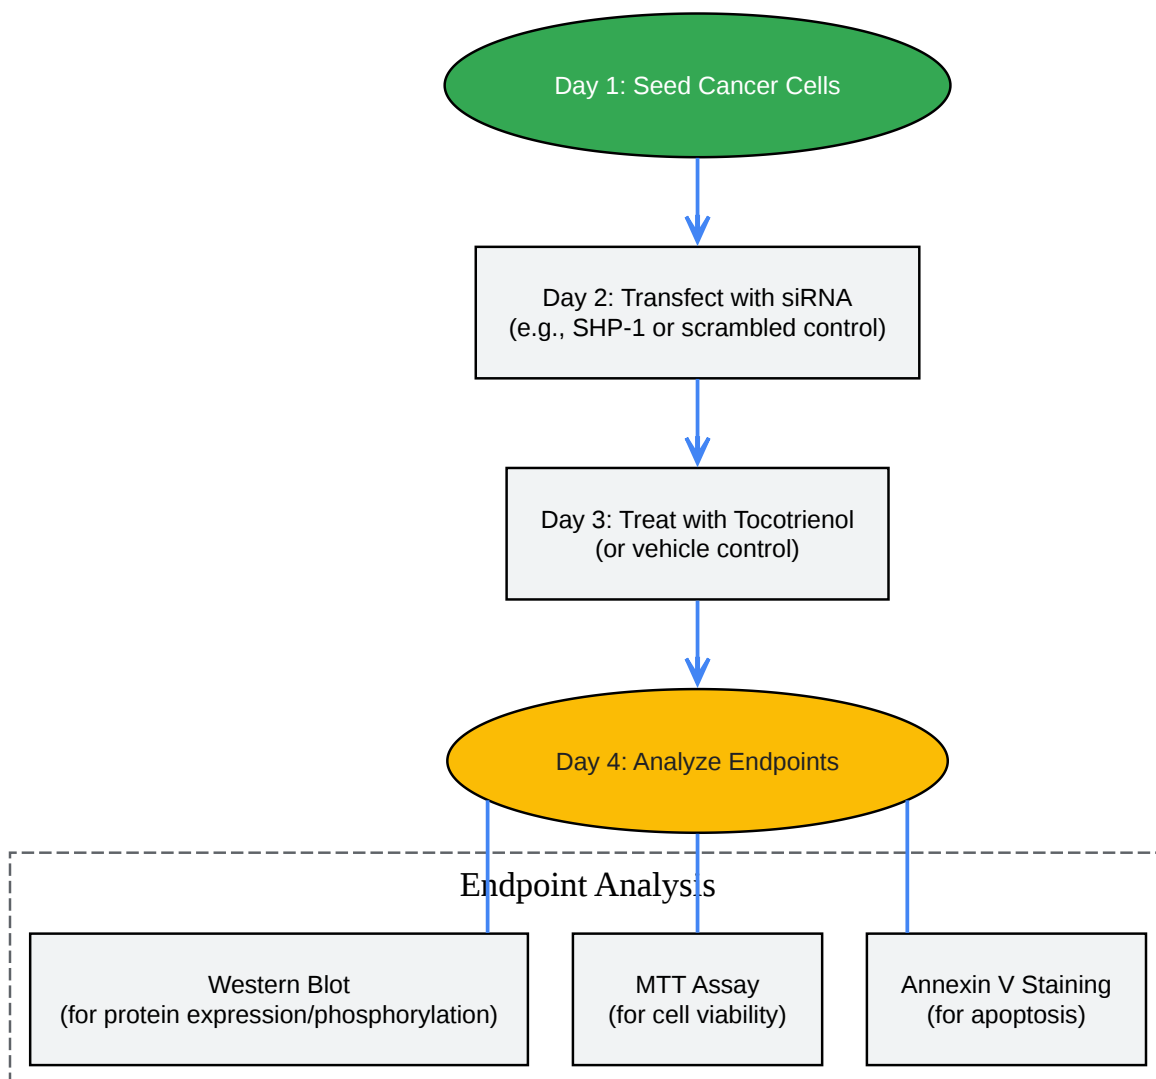 Day 1: Seed Cancer Cells
Day 2: Transfect with siRNA
(e.g., SHP-1 or scrambled control)
Day 3: Treat with Tocotrienol
(or vehicle control)
Day 4: Analyze Endpoints
Endpoint Analysis
Western Blot
(for protein expression/phosphorylation)
MTT Assay
(for cell viability)
Annexin V Staining
(for apoptosis)